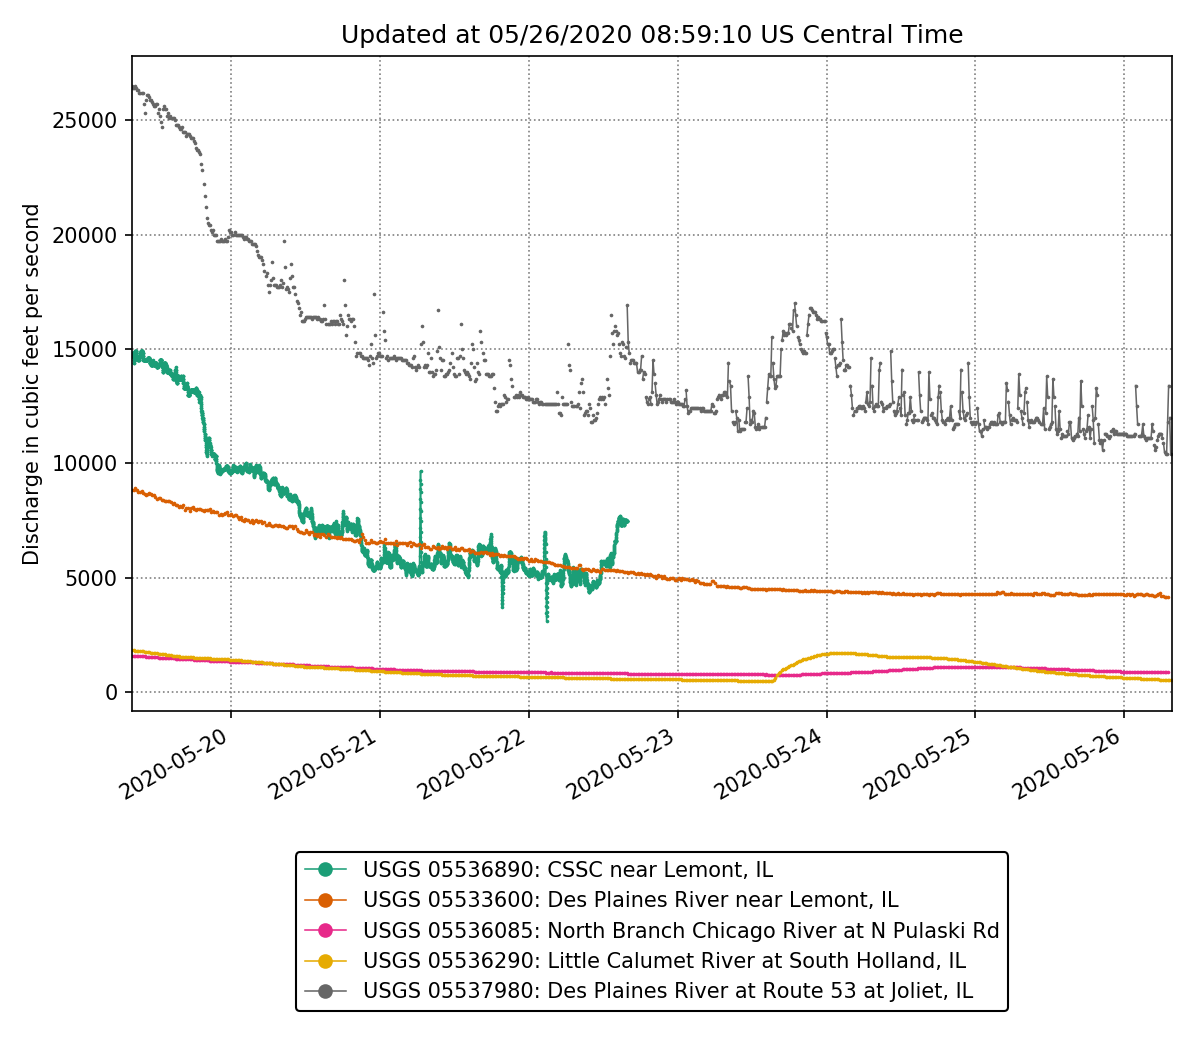 Updated at 05/26/2020 08:59:10 US Central Time
Discharge in cubic feet per second
25000
20000
15000
10000
5000
0
2020-05-20
2020-05-21
2020-05-22
2020-05-23
2020-05-24
2020-05-25
2020-05-26
USGS 05536890: CSSC near Lemont, IL
USGS 05533600: Des Plaines River near Lemont, IL
USGS 05536085: North Branch Chicago River at N Pulaski Rd
USGS 05536290: Little Calumet River at South Holland, IL
USGS 05537980: Des Plaines River at Route 53 at Joliet, IL